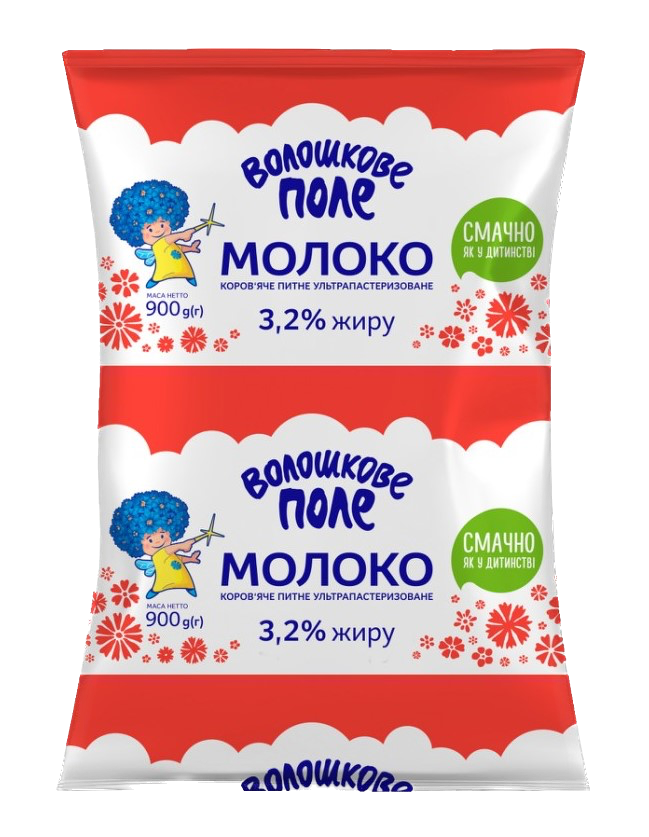 ВОЛОШКОВЕ
ПОЛЕ
СМАЧНО
ЯК У ДИТИНСТВІ
МОЛОКО
КОРОВ'ЯЧЕ ПИТНЕ УЛЬТРАПАСТЕРИЗОВАНЕ
МАСА НЕТТО
900 g(г)
3,2% жиру
ВОЛОШКОВЕ
ПОЛЕ
СМАЧНО
ЯК У ДИТИНСТВІ
МОЛОКО
КОРОВ'ЯЧЕ ПИТНЕ УЛЬТРАПАСТЕРИЗОВАНЕ
МАСА НЕТТО
900 g(г)
3,2% жиру
ВОЛОШКОВЕ